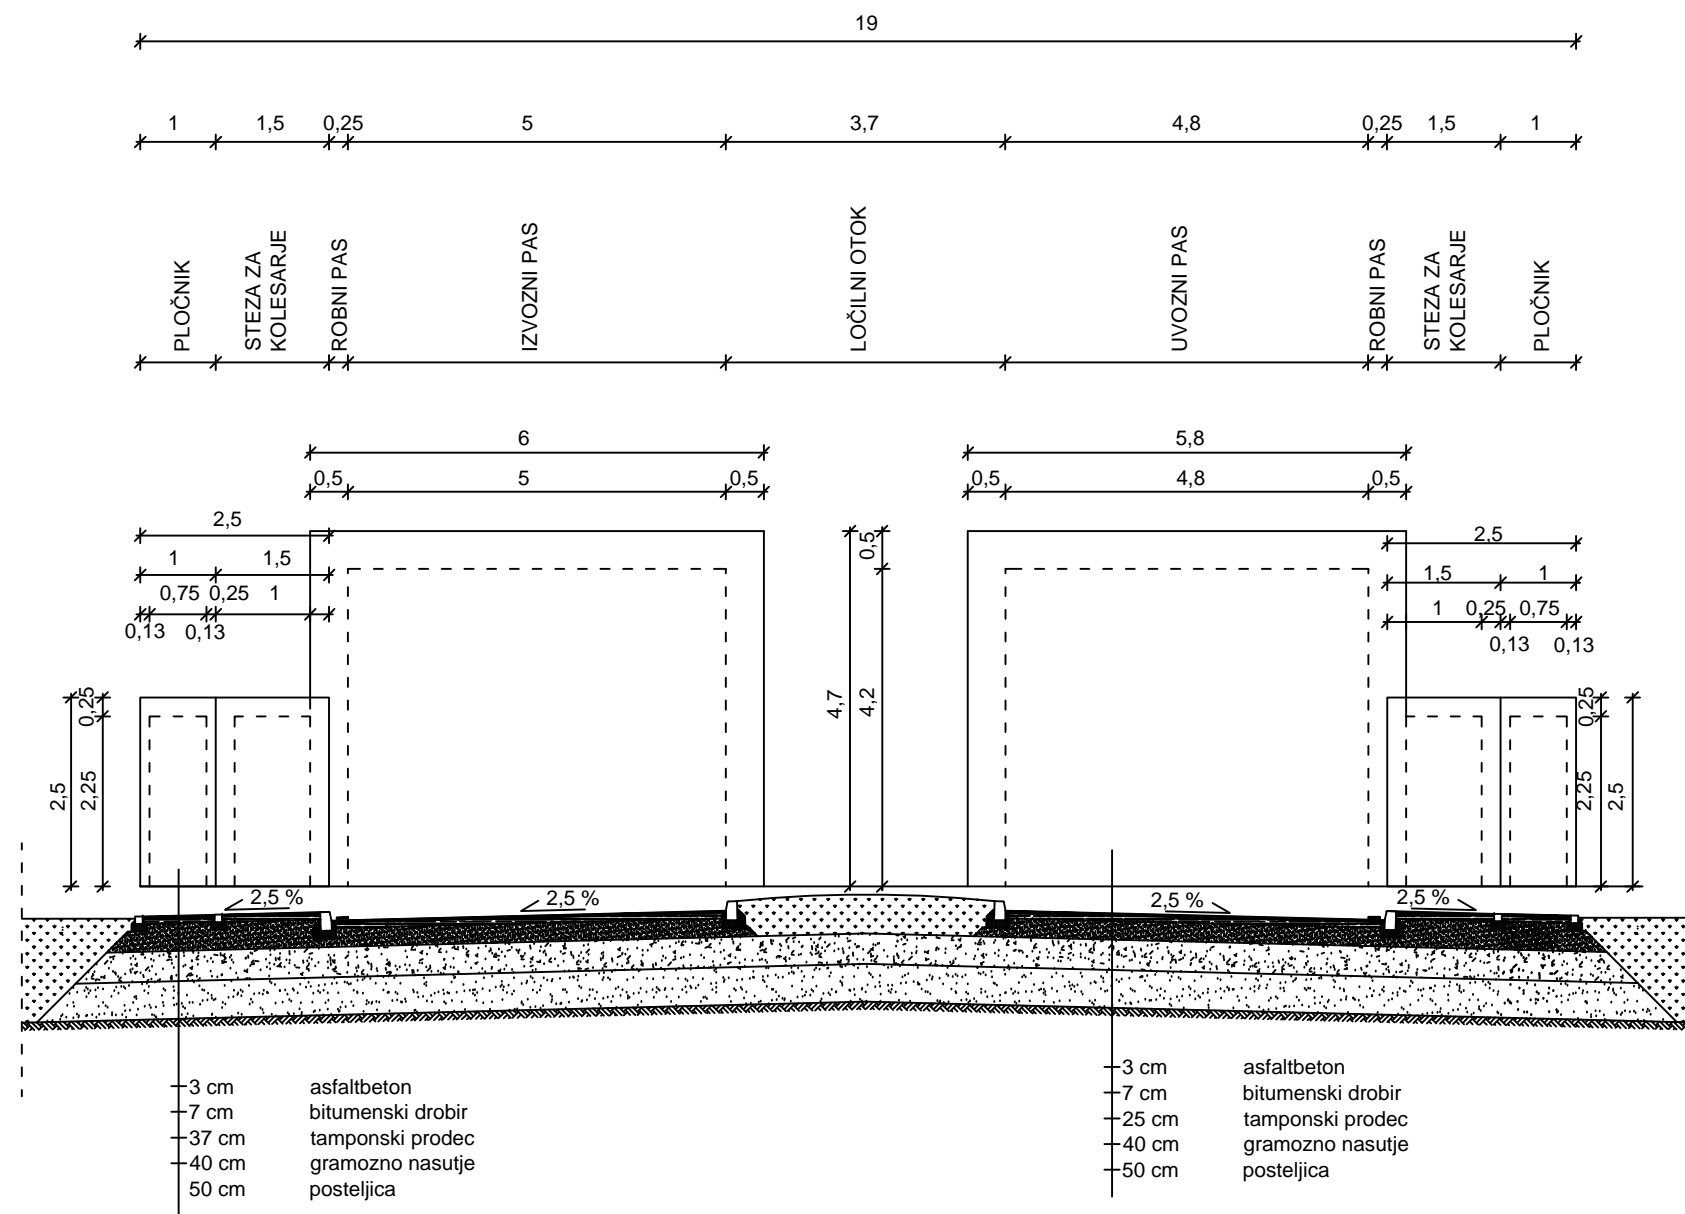 19
1 1,5 0,25 5 3,7 4,8 0,25 1,5 1
PLOČNIK
STEZA ZA
KOLESARJE
ROBNI PAS
IZVOZNI PAS
LOČILNI OTOK
UVOZNI PAS
ROBNI PAS
STEZA ZA
KOLESARJE
PLOČNIK
6
0,5 5 0,5
5,8
0,5 4,8 0,5
2,5
1 1,5
0,75 0,25 1
0,13 0,13
0,5
4,7
4,2
2,5
1,5 1
1 0,25 0,75
0,13 0,13
0,25
2,5
2,25
0,25
2,25
2,5
2,5 %
2,5 %
2,5 %
2,5 %
3 cm asfaltbeton
7 cm bitumenski drobir
37 cm tamponski prodec
40 cm gramozno nasutje
50 cm posteljica
3 cm asfaltbeton
7 cm bitumenski drobir
25 cm tamponski prodec
40 cm gramozno nasutje
50 cm posteljica